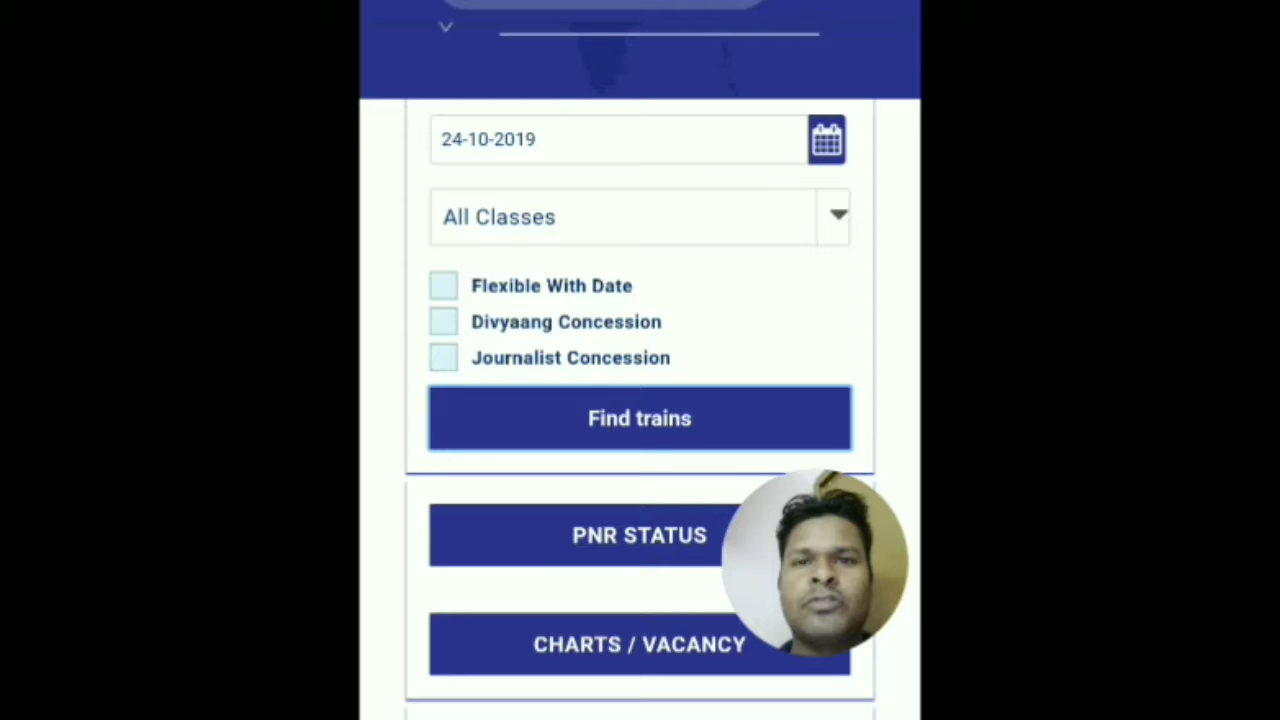 24-10-2019
All Classes
Flexible With Date
Divyaang Concession
Journalist Concession
Find trains
PNR STATUS
CHARTS / VACANCY